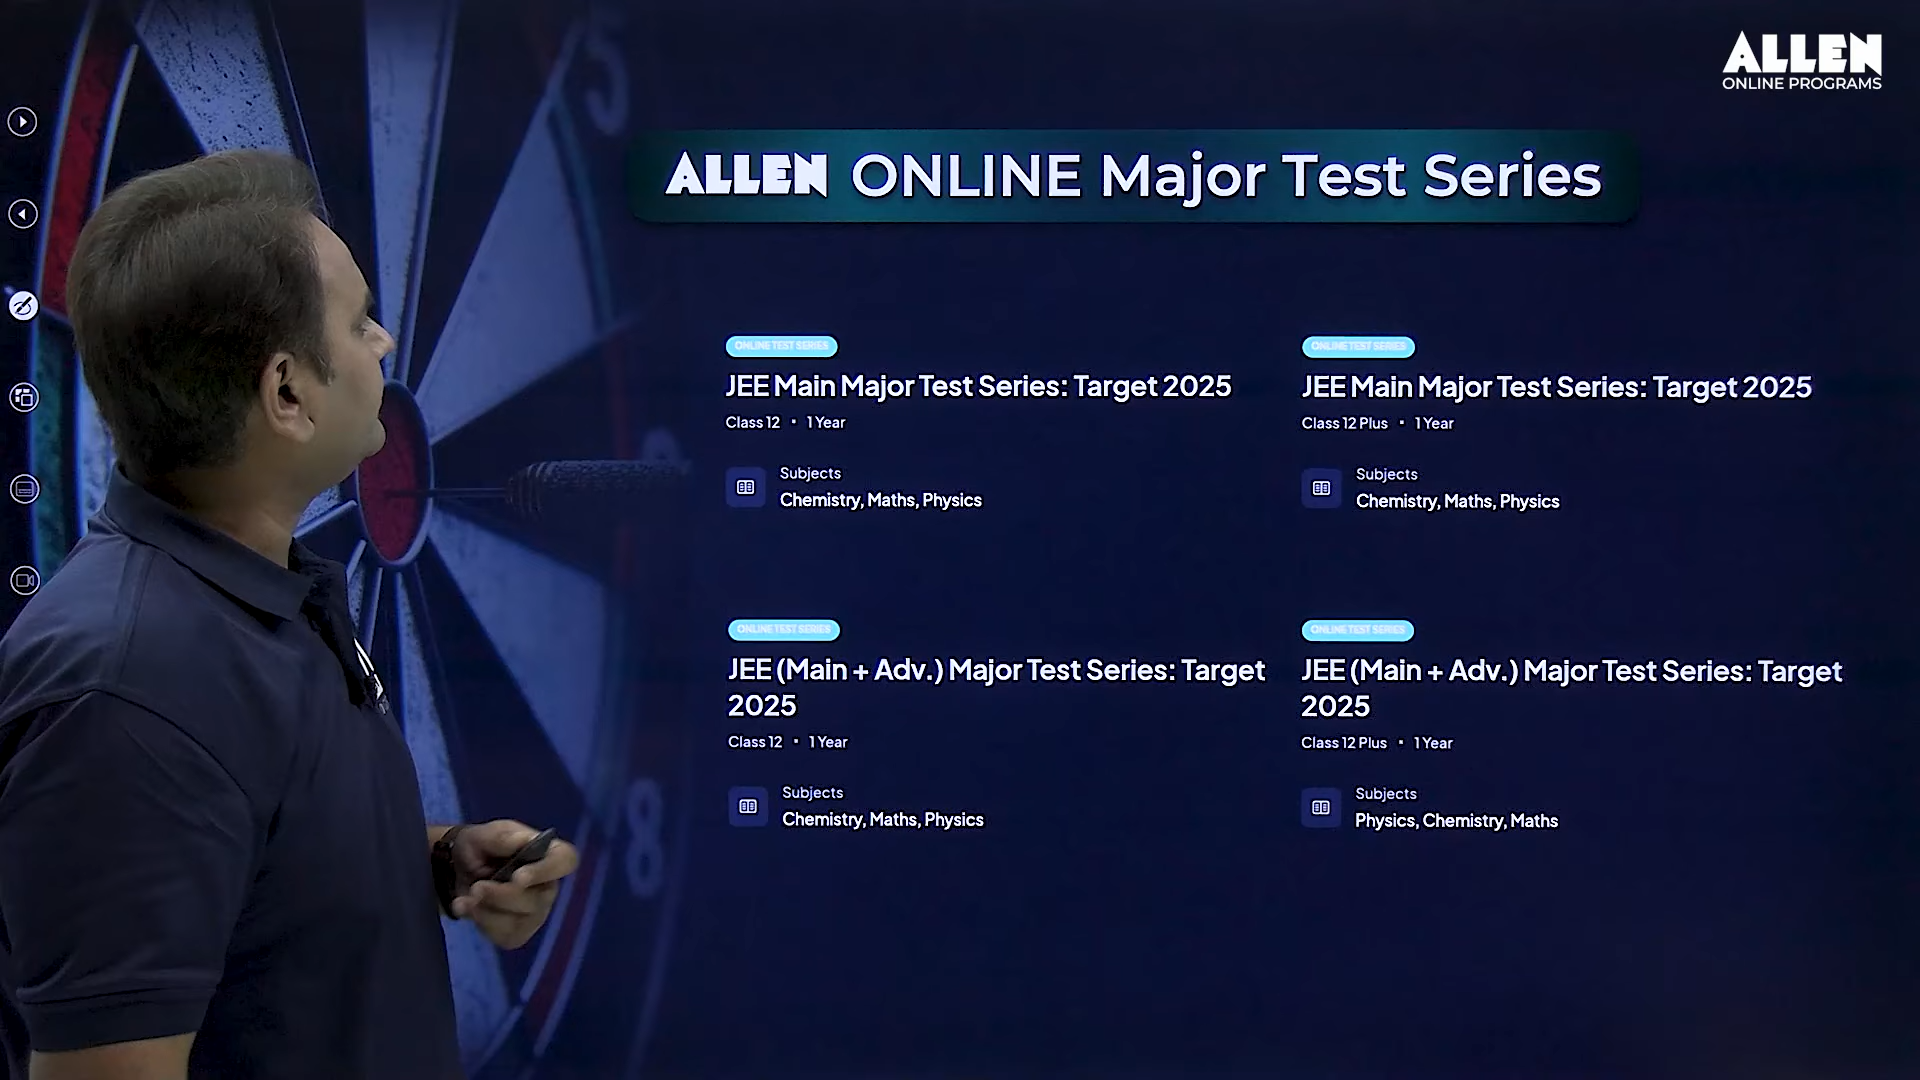 ALLEN
ONLINE PROGRAMS
ALLEN ONLINE Major Test Series
ONLINE TEST SERIES
JEE Main Major Test Series: Target 2025
Class 12 • 1 Year
Subjects
Chemistry, Maths, Physics
ONLINE TEST SERIES
JEE Main Major Test Series: Target 2025
Class 12 Plus • 1 Year
Subjects
Chemistry, Maths, Physics
ONLINE TEST SERIES
JEE (Main + Adv.) Major Test Series: Target
2025
Class 12 • 1 Year
Subjects
Chemistry, Maths, Physics
ONLINE TEST SERIES
JEE (Main + Adv.) Major Test Series: Target
2025
Class 12 Plus • 1 Year
Subjects
Physics, Chemistry, Maths
5
8